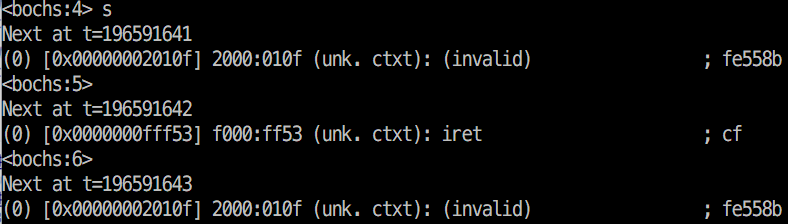 <bochs:4> s
Next at t=196591641
(0) [0x00000002010f] 2000:010f (unk. ctxt): (invalid) ; fe558b
<bochs:5>
Next at t=196591642
(0) [0x0000000fff53] f000:ff53 (unk. ctxt): iret ; cf
<bochs:6>
Next at t=196591643
(0) [0x00000002010f] 2000:010f (unk. ctxt): (invalid) ; fe558b